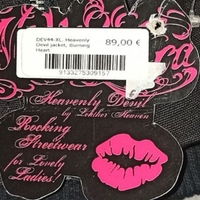 DEV44-XL, Heavenly
Devil jacket, Burning
Heart
89,00 €
9133275309157
Heavenly Devil
by Leather Heaven
Rocking
Streetwear
for Lovely
Ladies!